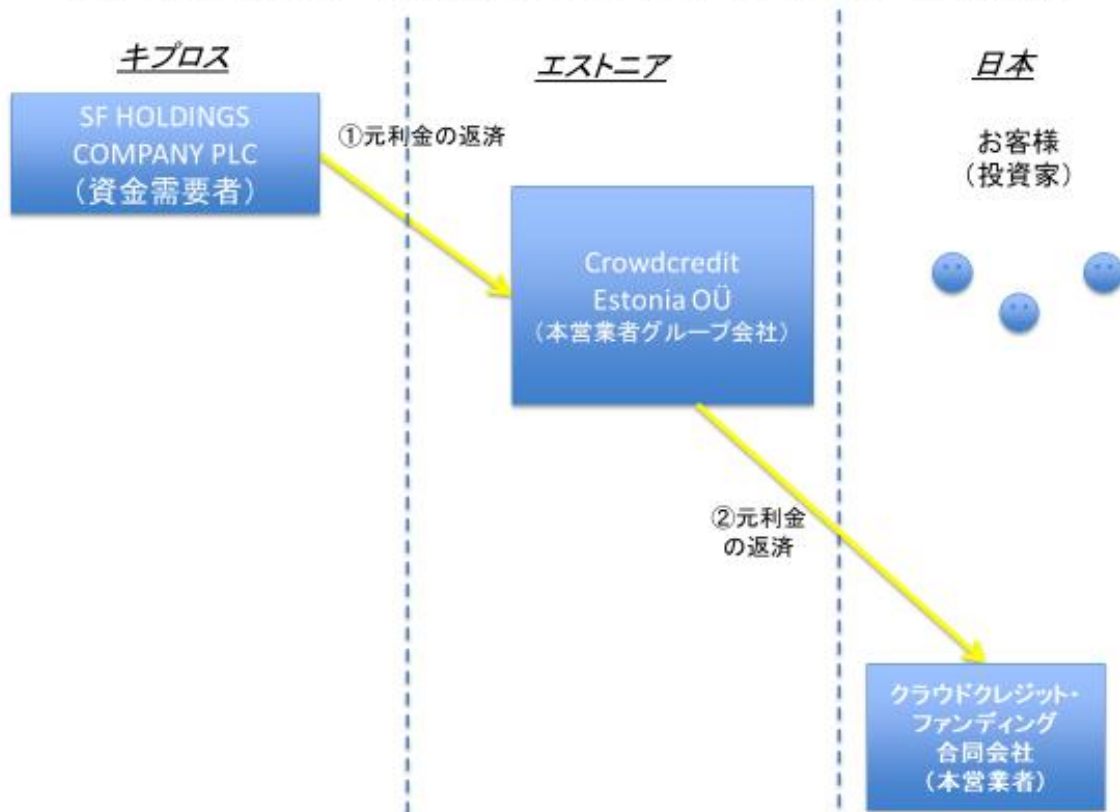 キプロス
エストニア
日本
SF HOLDINGS
COMPANY PLC
（資金需要者）
①元利金の返済
お客様
（投資家）
Crowdcredit
Estonia OÜ
（本営業者グループ会社）
②元利金
の返済
クラウドクレジット・
ファンディング
合同会社
（本営業者）